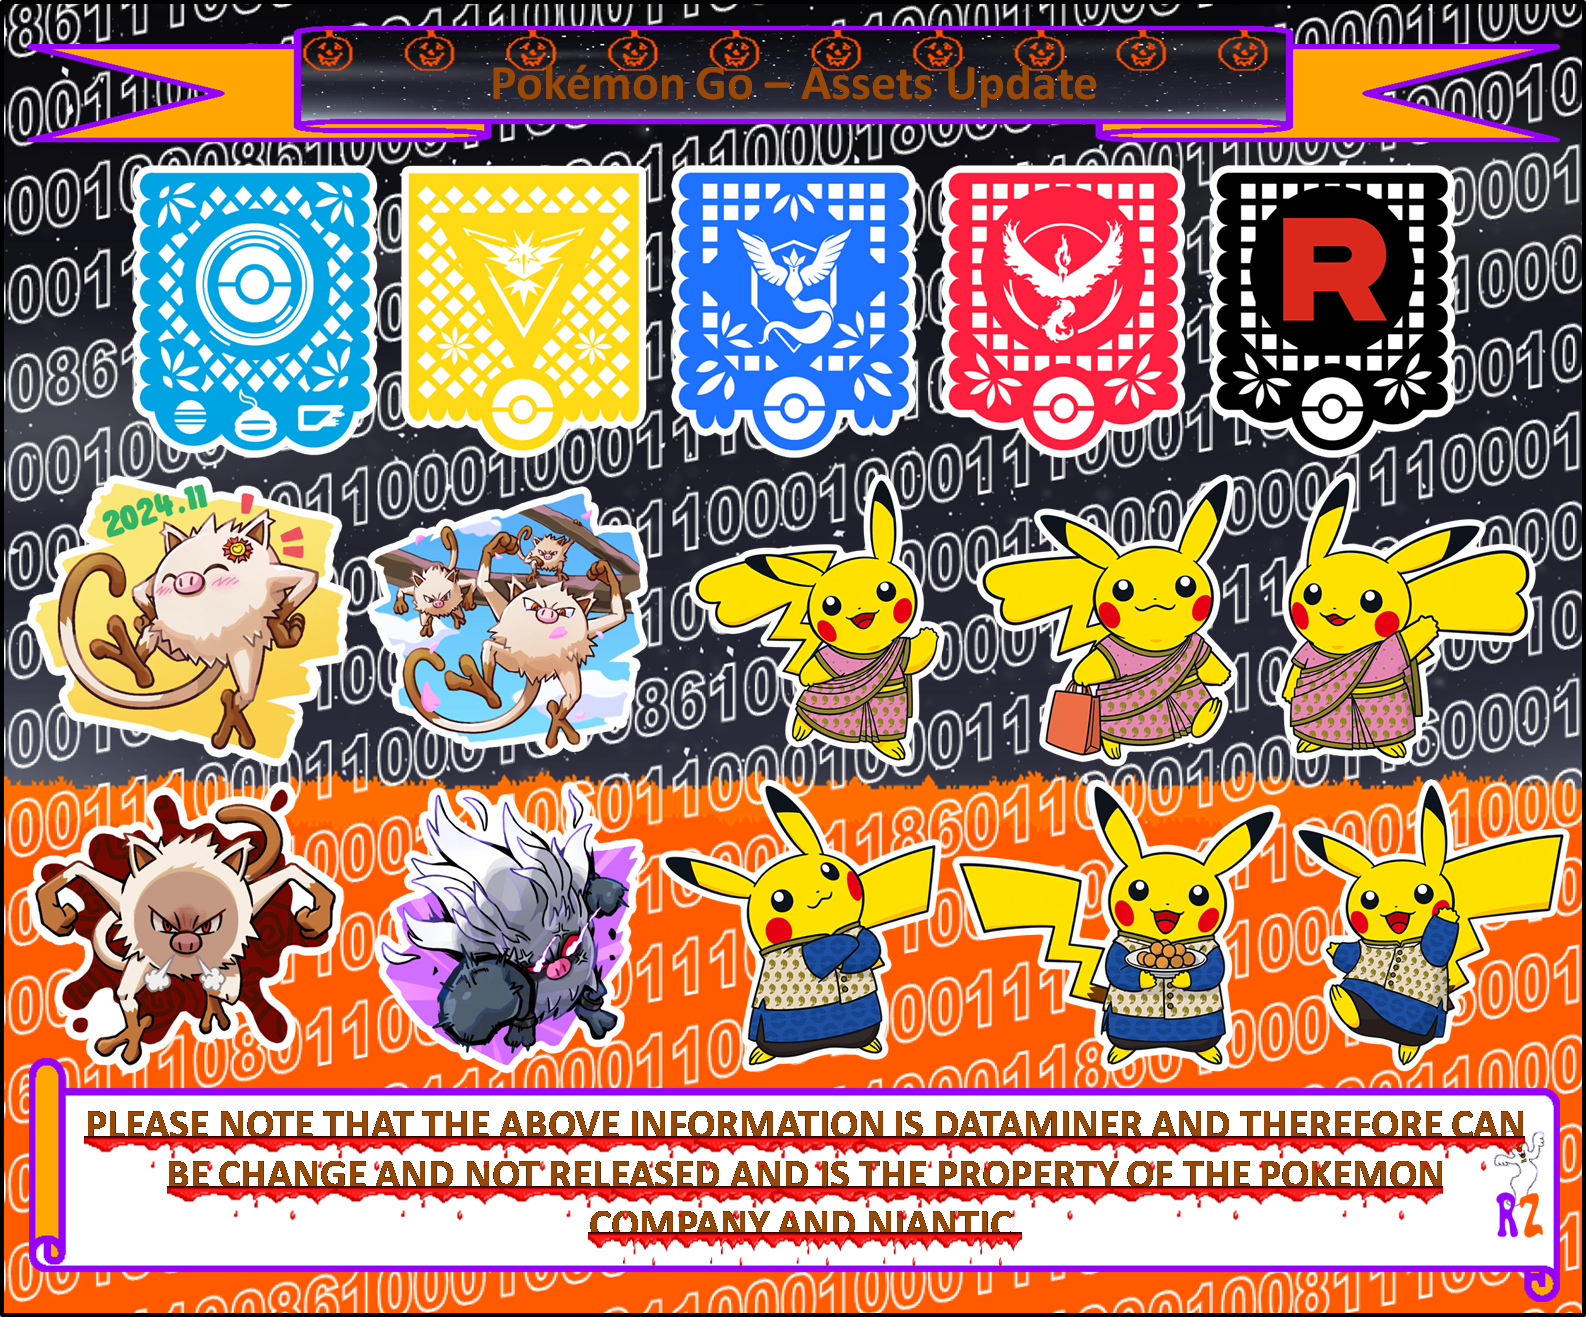 Pokémon Go – Assets Update
R
2024.11
PLEASE NOTE THAT THE ABOVE INFORMATION IS DATAMINER AND THEREFORE CAN
BE CHANGE AND NOT RELEASED AND IS THE PROPERTY OF THE POKEMON
COMPANY AND NIANTIC
RZ